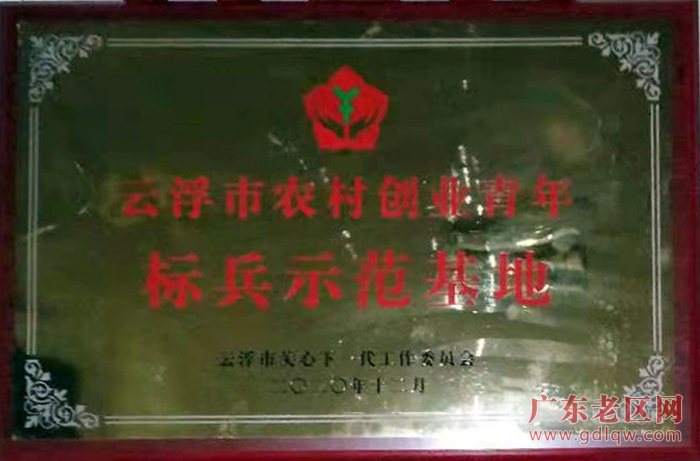 云浮市农村创业青年
标兵示范基地
云浮市关心下一代工作委员会
二〇二〇年十二月
广东老区网
www.gdlqw.com